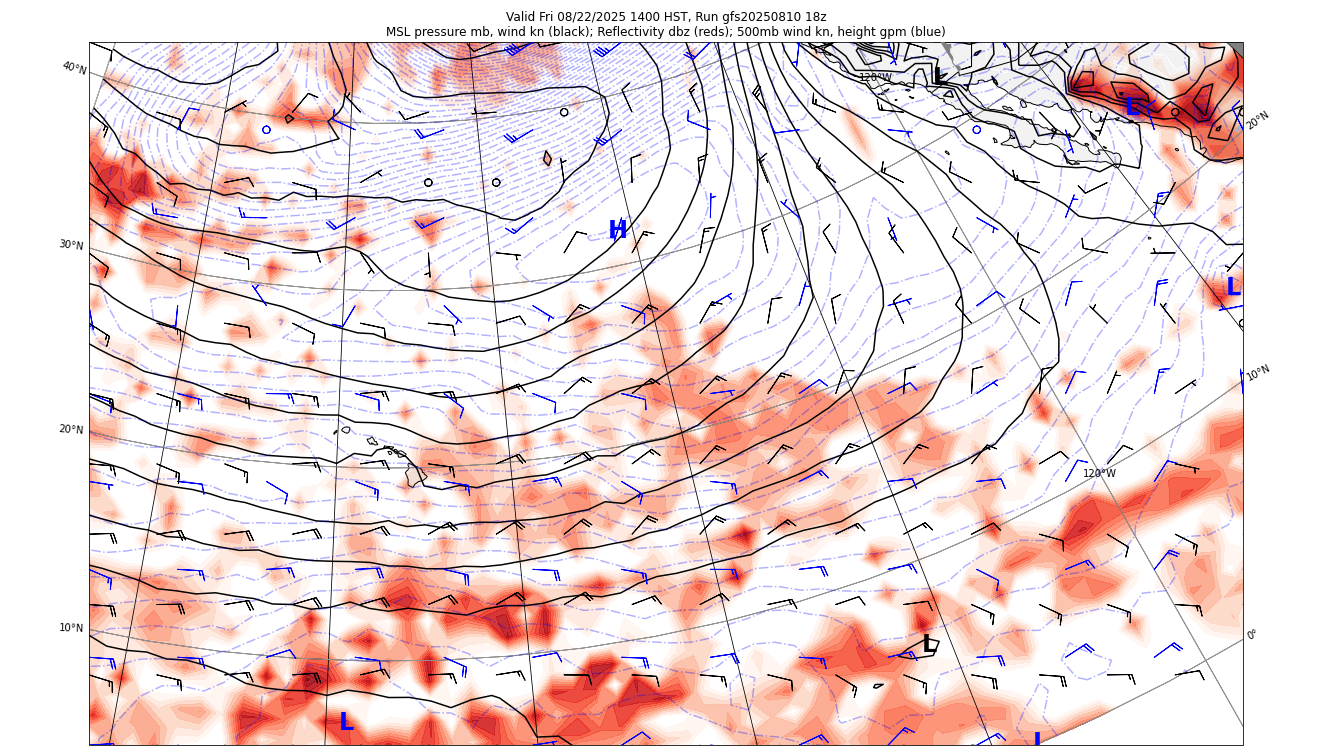 Valid Fri 08/22/2025 1400 HST, Run gfs20250810 18z
MSL pressure mb, wind kn (black); Reflectivity dbz (reds); 500mb wind kn, height gpm (blue)
40°N
120°W
L
L
20°N
30°N
H
L
10°N
20°N
120°W
10°N
0°
L
L
L